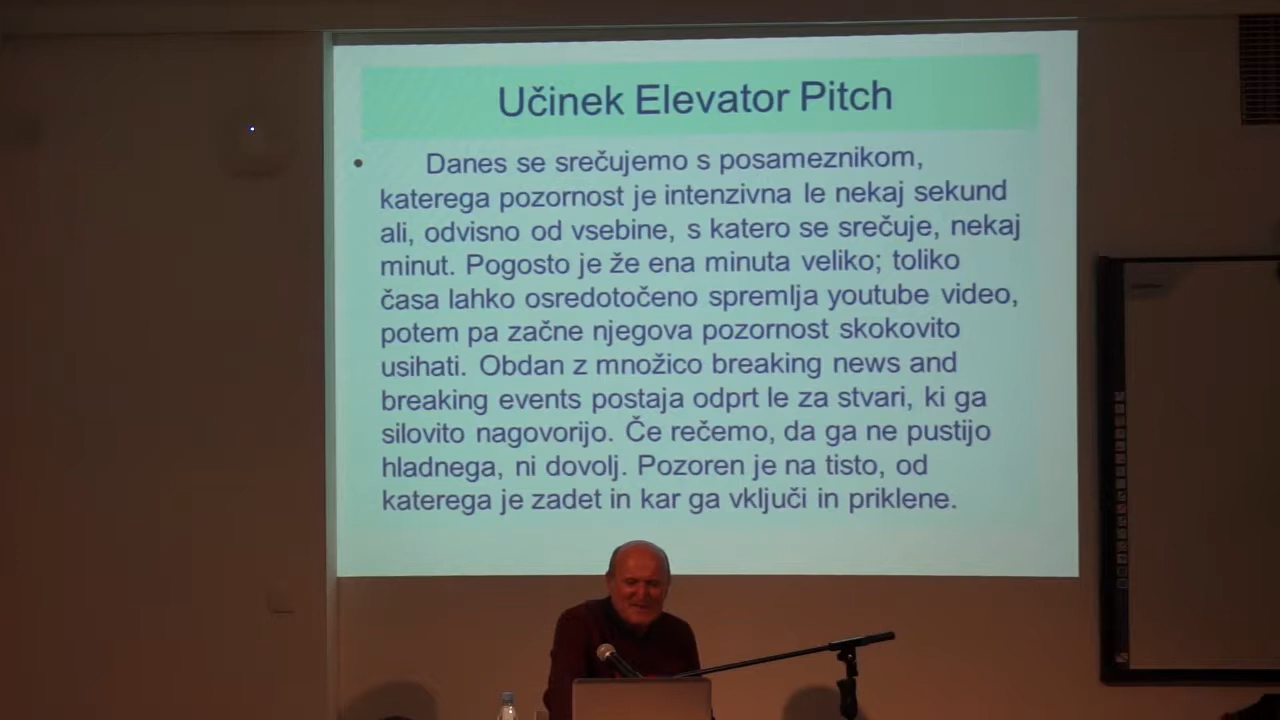 Učinek Elevator Pitch
• Danes se srečujemo s posameznikom,
katerega pozornost je intenzivna le nekaj sekund
ali, odvisno od vsebine, s katero se srečuje, nekaj
minut. Pogosto je že ena minuta veliko; toliko
časa lahko osredotočeno spremlja youtube video,
potem pa začne njegova pozornost skokovito
usihati. Obdan z množico breaking news and
breaking events postaja odprt le za stvari, ki ga
silovito nagovorijo. Če rečemo, da ga ne pustijo
hladnega, ni dovolj. Pozoren je na tisto, od
katerega je zadet in kar ga vključi in priklene.